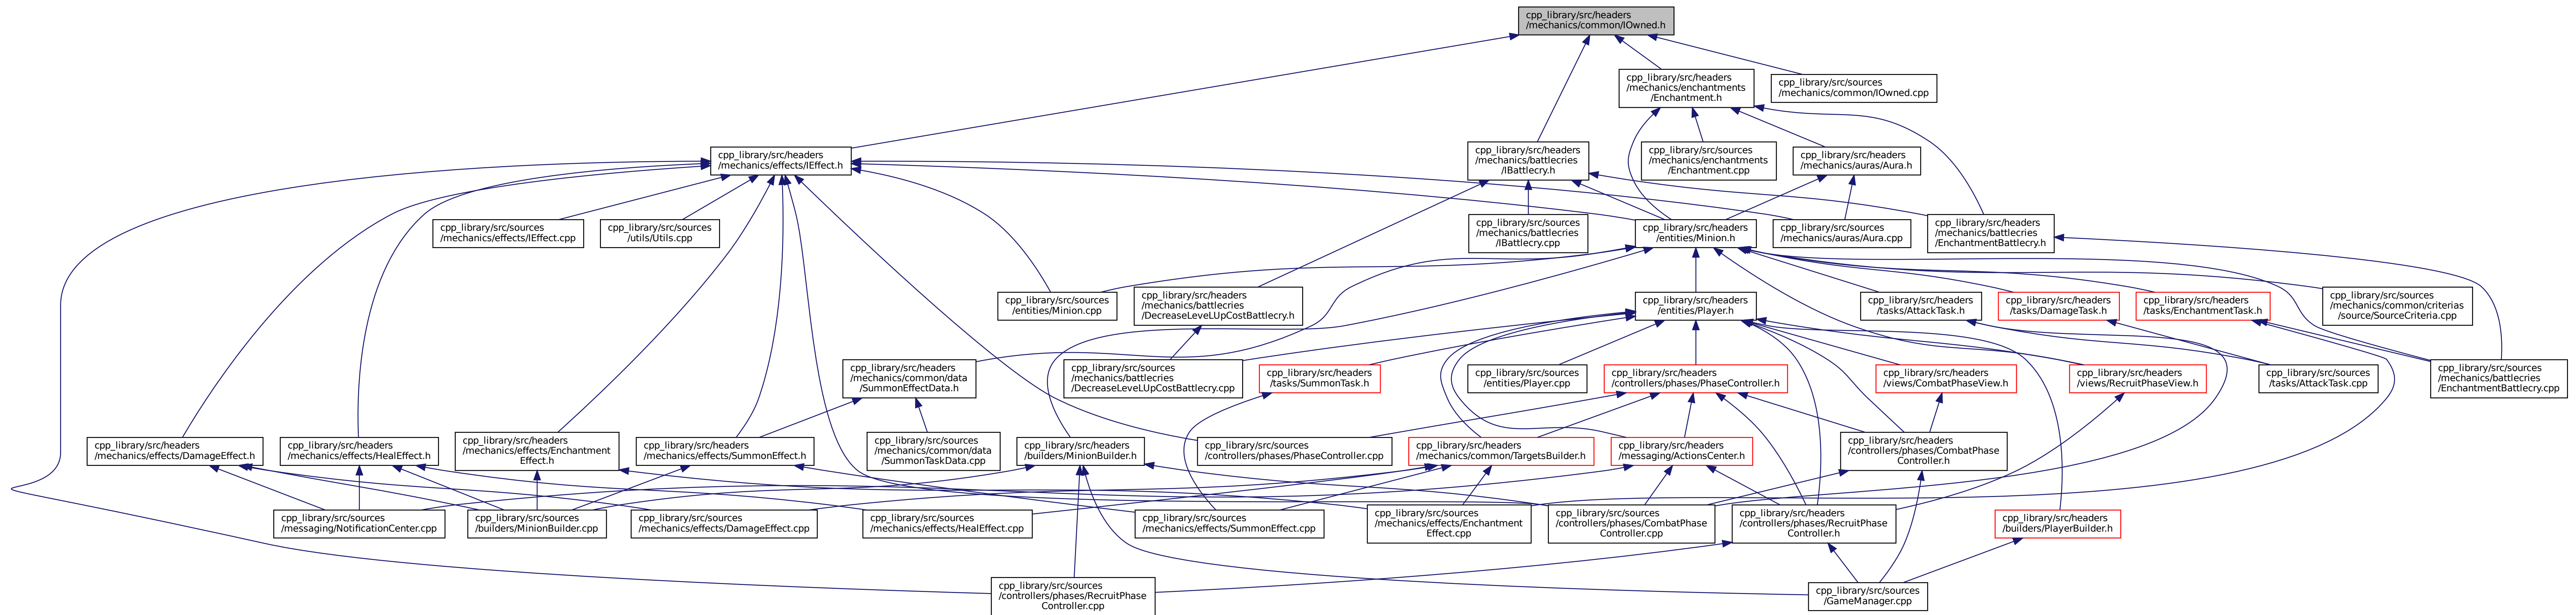 cpp_library/src/headers
/mechanics/common/IOwned.h
cpp_library/src/headers
/mechanics/enchantments
/Enchantment.h
cpp_library/src/sources
/mechanics/common/IOwned.cpp
cpp_library/src/headers
/mechanics/effects/IEffect.h
cpp_library/src/headers
/mechanics/battlecries
/IBattlecry.h
cpp_library/src/sources
/mechanics/enchantments
/Enchantment.cpp
cpp_library/src/headers
/mechanics/auras/Aura.h
cpp_library/src/sources
/mechanics/effects/IEffect.cpp
cpp_library/src/sources
/utils/Utils.cpp
cpp_library/src/sources
/mechanics/battlecries
/IBattlecry.cpp
cpp_library/src/headers
/entities/Minion.h
cpp_library/src/sources
/mechanics/auras/Aura.cpp
cpp_library/src/headers
/mechanics/battlecries
/EnchantmentBattlecry.h
cpp_library/src/sources
/entities/Minion.cpp
cpp_library/src/headers
/mechanics/battlecries
/DecreaseLeveLUpCostBattlecry.h
cpp_library/src/headers
/entities/Player.h
cpp_library/src/headers
/tasks/AttackTask.h
cpp_library/src/headers
/tasks/DamageTask.h
cpp_library/src/headers
/tasks/EnchantmentTask.h
cpp_library/src/sources
/mechanics/common/criterias
/source/SourceCriteria.cpp
cpp_library/src/headers
/mechanics/common/data
/SummonEffectData.h
cpp_library/src/sources
/mechanics/battlecries
/DecreaseLeveLUpCostBattlecry.cpp
cpp_library/src/headers
/tasks/SummonTask.h
cpp_library/src/sources
/entities/Player.cpp
cpp_library/src/headers
/controllers/phases/PhaseController.h
cpp_library/src/headers
/views/CombatPhaseView.h
cpp_library/src/headers
/views/RecruitPhaseView.h
cpp_library/src/sources
/tasks/AttackTask.cpp
cpp_library/src/sources
/mechanics/battlecries
/EnchantmentBattlecry.cpp
cpp_library/src/headers
/mechanics/effects/DamageEffect.h
cpp_library/src/headers
/mechanics/effects/HealEffect.h
cpp_library/src/headers
/mechanics/effects/Enchantment
Effect.h
cpp_library/src/headers
/mechanics/effects/SummonEffect.h
cpp_library/src/sources
/mechanics/common/data
/SummonTaskData.cpp
cpp_library/src/headers
/builders/MinionBuilder.h
cpp_library/src/sources
/controllers/phases/PhaseController.cpp
cpp_library/src/headers
/mechanics/common/TargetsBuilder.h
cpp_library/src/headers
/messaging/ActionsCenter.h
cpp_library/src/headers
/controllers/phases/CombatPhase
Controller.h
cpp_library/src/sources
/messaging/NotificationCenter.cpp
cpp_library/src/sources
/builders/MinionBuilder.cpp
cpp_library/src/sources
/mechanics/effects/DamageEffect.cpp
cpp_library/src/sources
/mechanics/effects/HealEffect.cpp
cpp_library/src/sources
/mechanics/effects/SummonEffect.cpp
cpp_library/src/sources
/mechanics/effects/Enchantment
Effect.cpp
cpp_library/src/sources
/controllers/phases/CombatPhase
Controller.cpp
cpp_library/src/headers
/controllers/phases/RecruitPhase
Controller.h
cpp_library/src/headers
/builders/PlayerBuilder.h
cpp_library/src/sources
/controllers/phases/RecruitPhase
Controller.cpp
cpp_library/src/sources
/GameManager.cpp